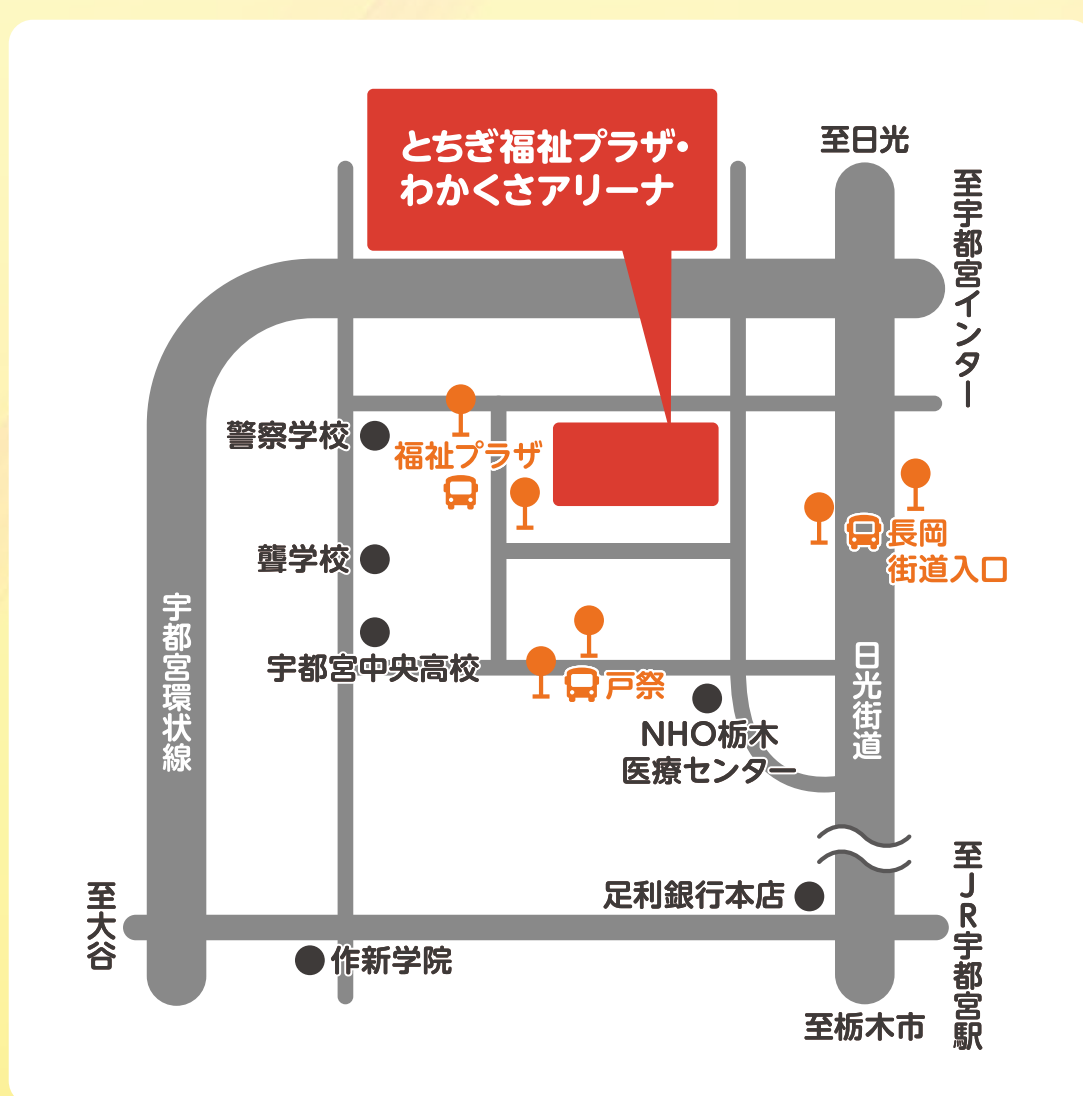 とちぎ福祉プラザ・
わかくさアリーナ
至日光
至宇都宮インター
警察学校
福祉プラザ
長岡
街道入口
聾学校
宇都宮環状線
宇都宮中央高校
戸祭
日光街道
NHO栃木
医療センター
至大谷
足利銀行本店
至JR宇都宮駅
作新学院
至栃木市